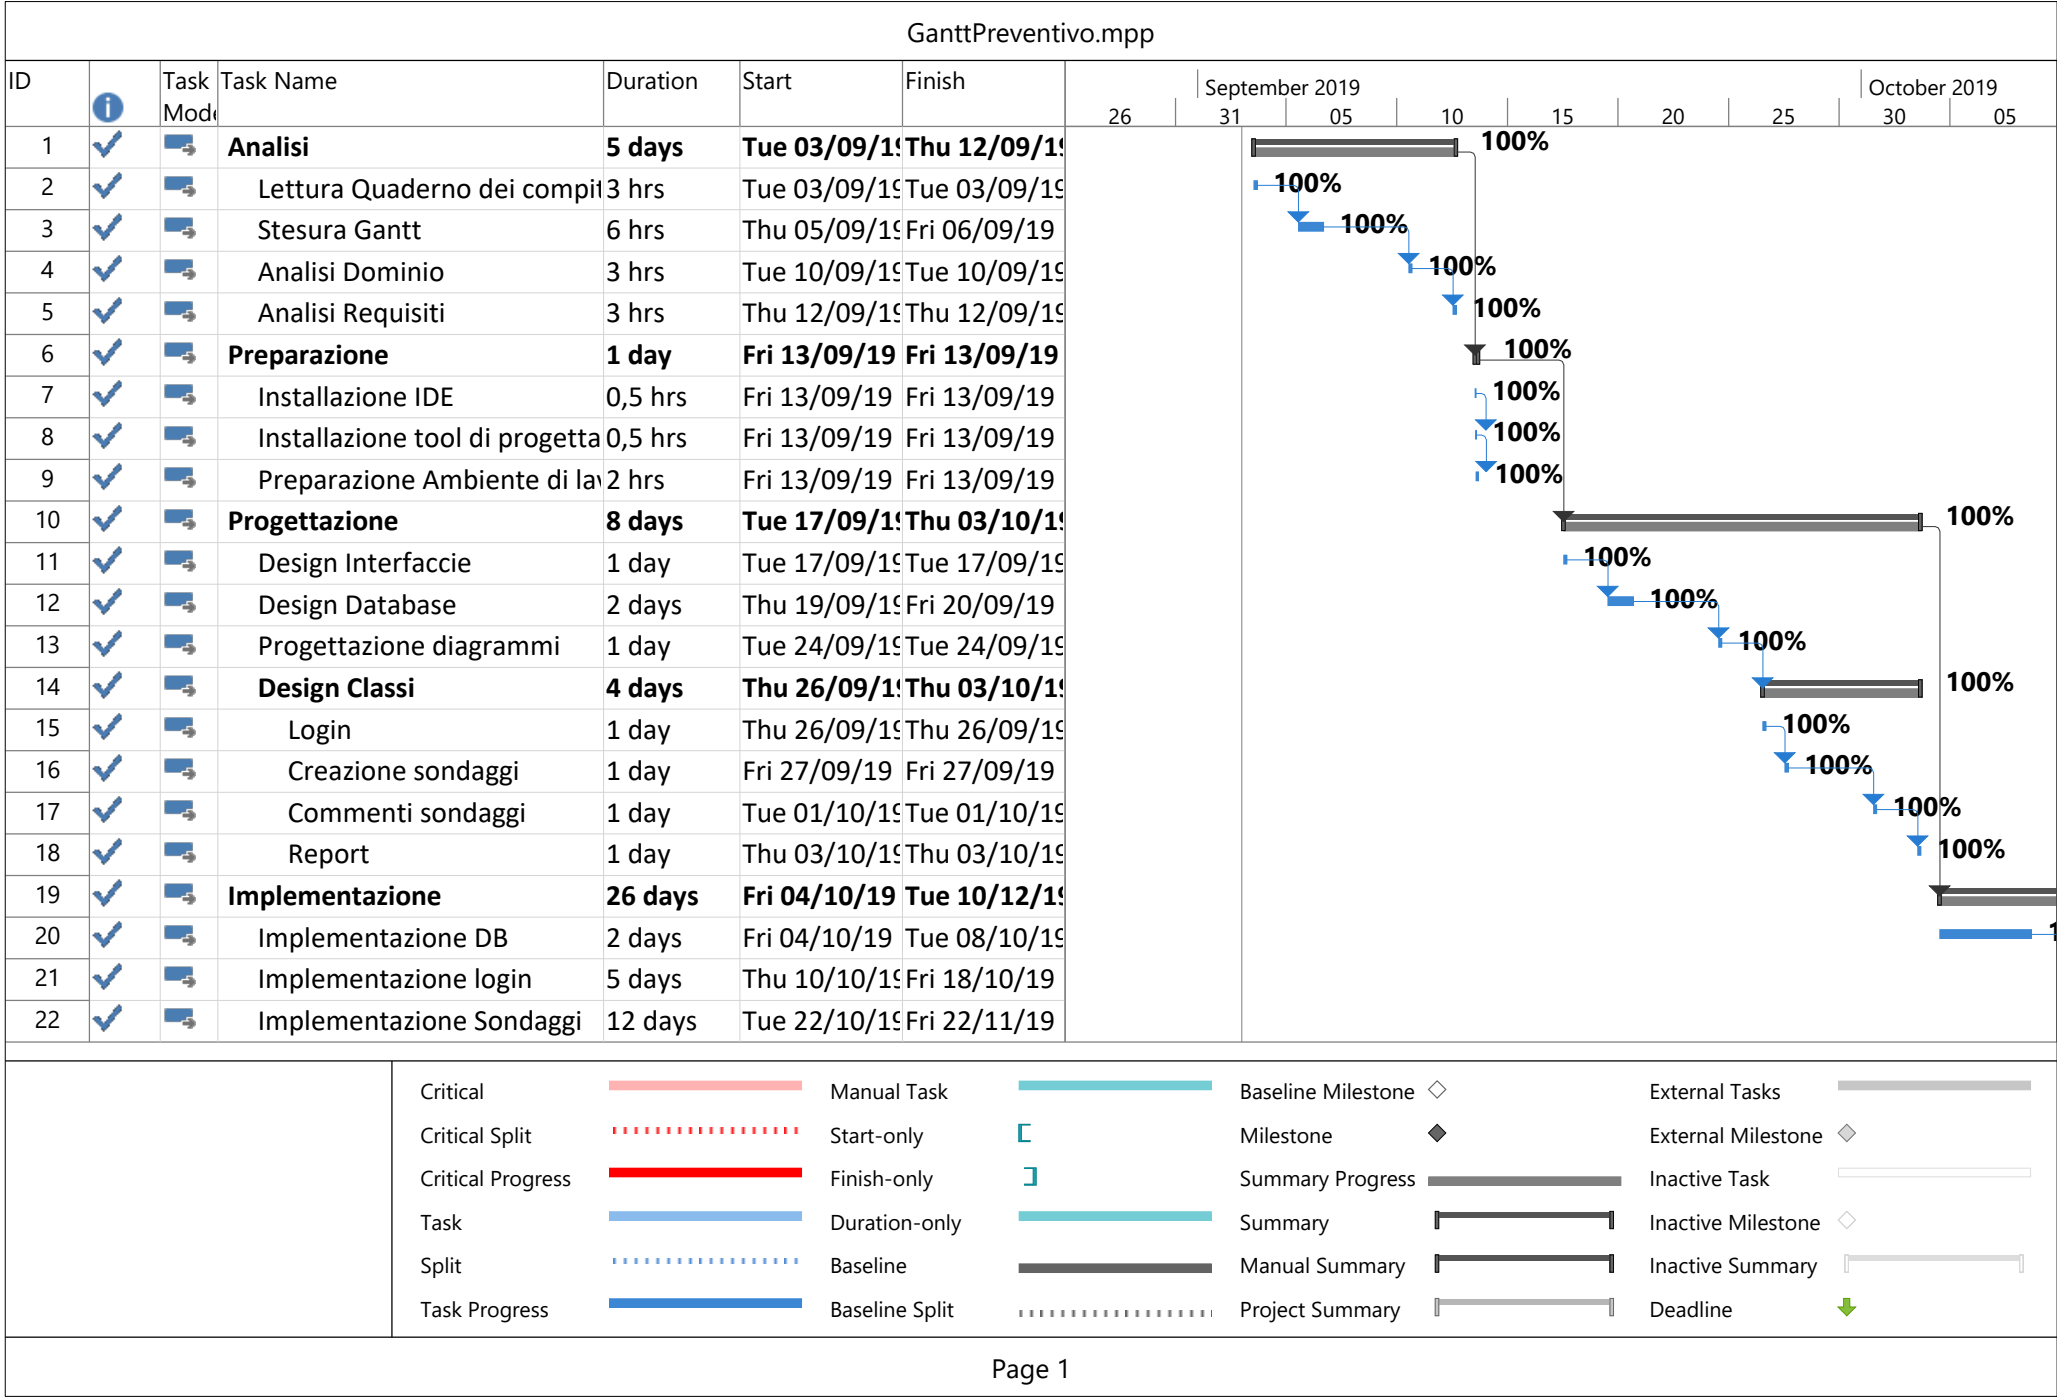 GanttPreventivo.mpp
ID Task Mode Task Name Duration Start Finish
September 2019 October 2019
26 31 05 10 15 20 25 30 05
1 Analisi 5 days Tue 03/09/19 Thu 12/09/19 100%
2 Lettura Quaderno dei compit 3 hrs Tue 03/09/19 Tue 03/09/19 100%
3 Stesura Gantt 6 hrs Thu 05/09/19 Fri 06/09/19 100%
4 Analisi Dominio 3 hrs Tue 10/09/19 Tue 10/09/19 100%
5 Analisi Requisiti 3 hrs Thu 12/09/19 Thu 12/09/19 100%
6 Preparazione 1 day Fri 13/09/19 Fri 13/09/19 100%
7 Installazione IDE 0,5 hrs Fri 13/09/19 Fri 13/09/19 100%
8 Installazione tool di progetta 0,5 hrs Fri 13/09/19 Fri 13/09/19 100%
9 Preparazione Ambiente di lav 2 hrs Fri 13/09/19 Fri 13/09/19 100%
10 Progettazione 8 days Tue 17/09/19 Thu 03/10/19 100%
11 Design Interfaccie 1 day Tue 17/09/19 Tue 17/09/19 100%
12 Design Database 2 days Thu 19/09/19 Fri 20/09/19 100%
13 Progettazione diagrammi 1 day Tue 24/09/19 Tue 24/09/19 100%
14 Design Classi 4 days Thu 26/09/19 Thu 03/10/19 100%
15 Login 1 day Thu 26/09/19 Thu 26/09/19 100%
16 Creazione sondaggi 1 day Fri 27/09/19 Fri 27/09/19 100%
17 Commenti sondaggi 1 day Tue 01/10/19 Tue 01/10/19 100%
18 Report 1 day Thu 03/10/19 Thu 03/10/19 100%
19 Implementazione 26 days Fri 04/10/19 Tue 10/12/19
20 Implementazione DB 2 days Fri 04/10/19 Tue 08/10/19
21 Implementazione login 5 days Thu 10/10/19 Fri 18/10/19
22 Implementazione Sondaggi 12 days Tue 22/10/19 Fri 22/11/19
Critical Manual Task Baseline Milestone External Tasks
Critical Split Start-only Milestone External Milestone
Critical Progress Finish-only Summary Progress Inactive Task
Task Duration-only Summary Inactive Milestone
Split Baseline Manual Summary Inactive Summary
Task Progress Baseline Split Project Summary Deadline
Page 1